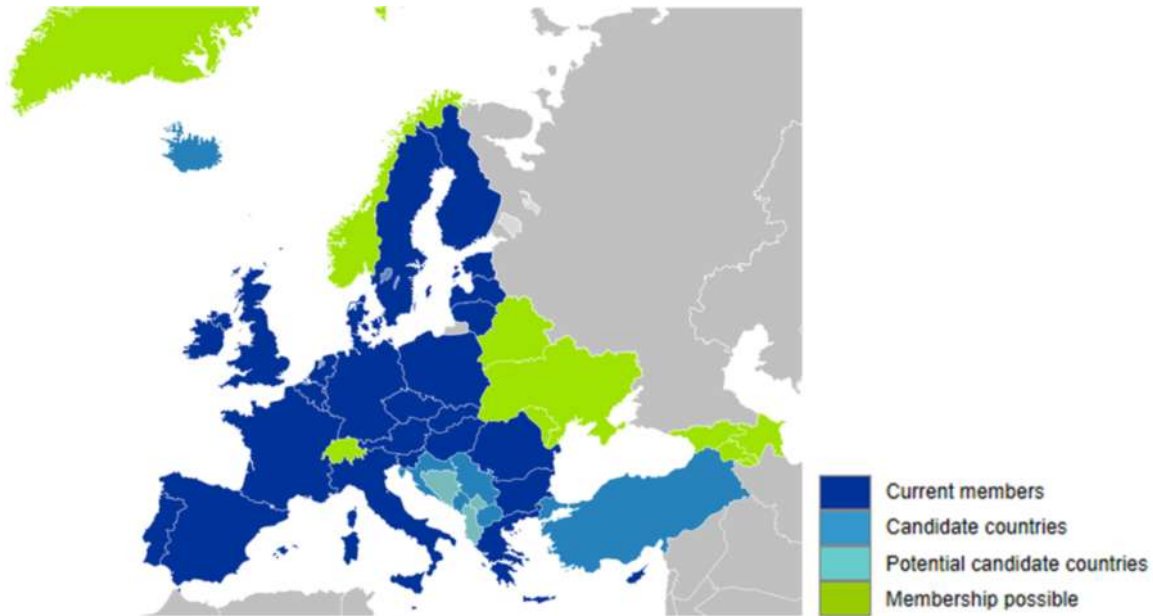 Current members
Candidate countries
Potential candidate countries
Membership possible